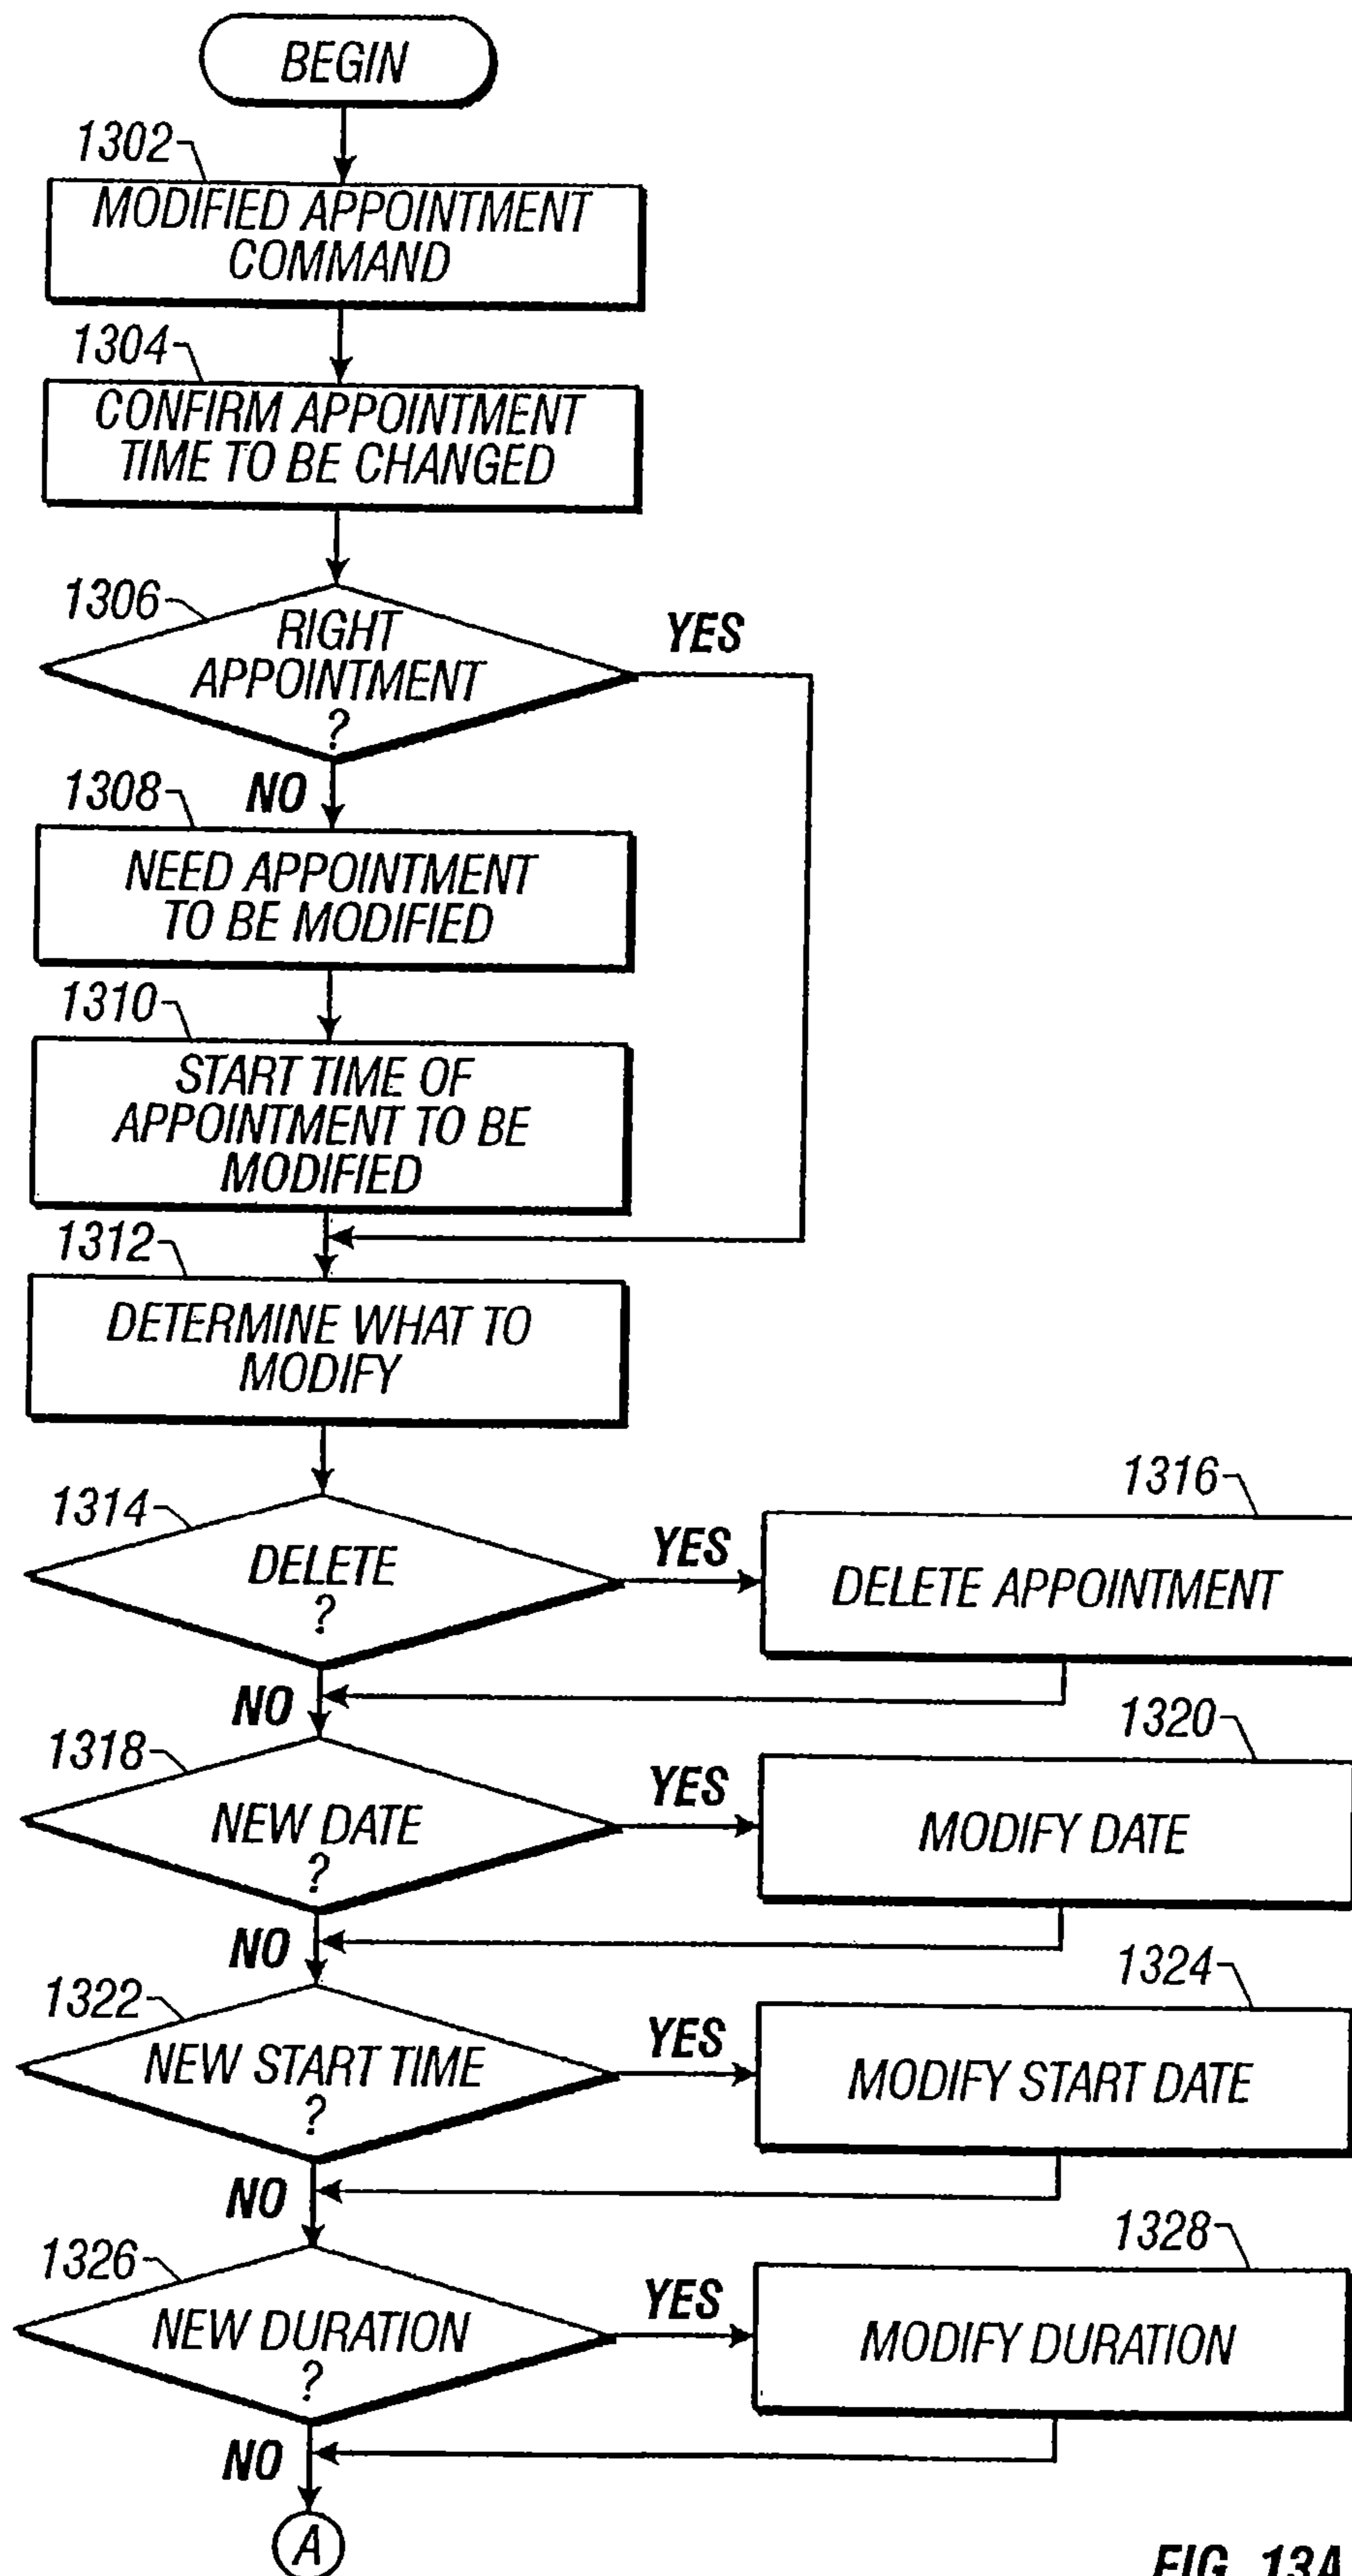 BEGIN
1302
MODIFIED APPOINTMENT
COMMAND
1304
CONFIRM APPOINTMENT
TIME TO BE CHANGED
1306
RIGHT
APPOINTMENT
?
YES
NO
1308
NEED APPOINTMENT
TO BE MODIFIED
1310
START TIME OF
APPOINTMENT TO BE
MODIFIED
1312
DETERMINE WHAT TO
MODIFY
1314
DELETE
?
YES
1316
DELETE APPOINTMENT
NO
1318
NEW DATE
?
YES
1320
MODIFY DATE
NO
1322
NEW START TIME
?
YES
1324
MODIFY START DATE
NO
1326
NEW DURATION
?
YES
1328
MODIFY DURATION
NO
A
FIG. 13A